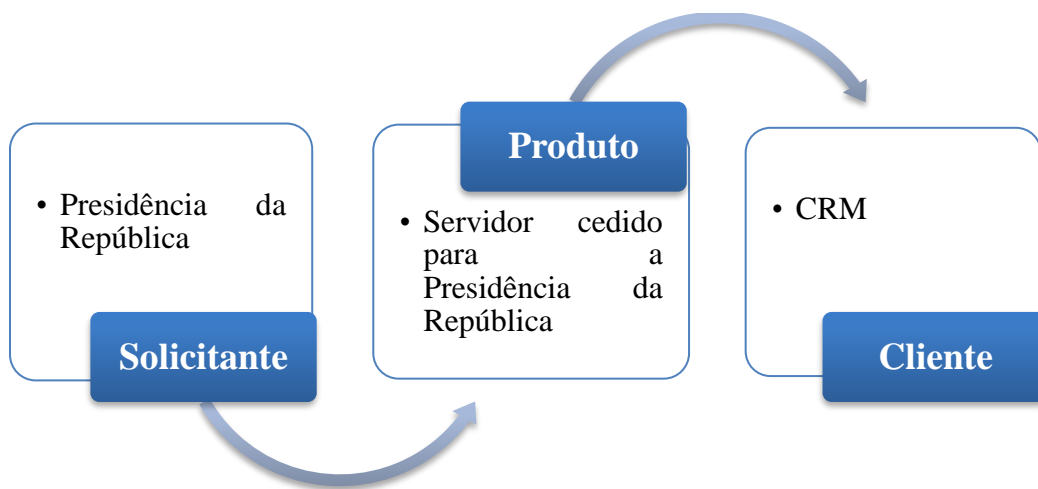 • Presidência da
República
Solicitante
Produto
• Servidor cedido
para a
Presidência da
República
• CRM
Cliente